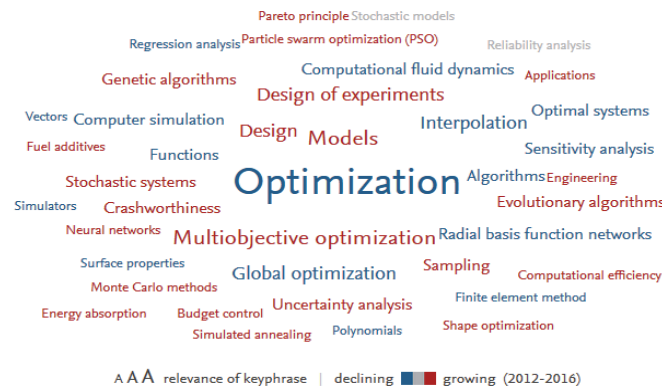 Pareto principle Stochastic models
Regression analysis Particle swarm optimization (PSO) Reliability analysis
Genetic algorithms Computational fluid dynamics Applications
Design of experiments
Vectors Computer simulation Design Models Interpolation Optimal systems
Fuel additives Functions Sensitivity analysis
Stochastic systems Optimization Algorithms Engineering
Simulators Crashworthiness Evolutionary algorithms
Neural networks Multiobjective optimization Radial basis function networks
Surface properties Global optimization Sampling Computational efficiency
Monte Carlo methods Finite element method
Energy absorption Budget control Uncertainty analysis
Simulated annealing Polynomials Shape optimization
A A A relevance of keyphrase | declining growing (2012-2016)